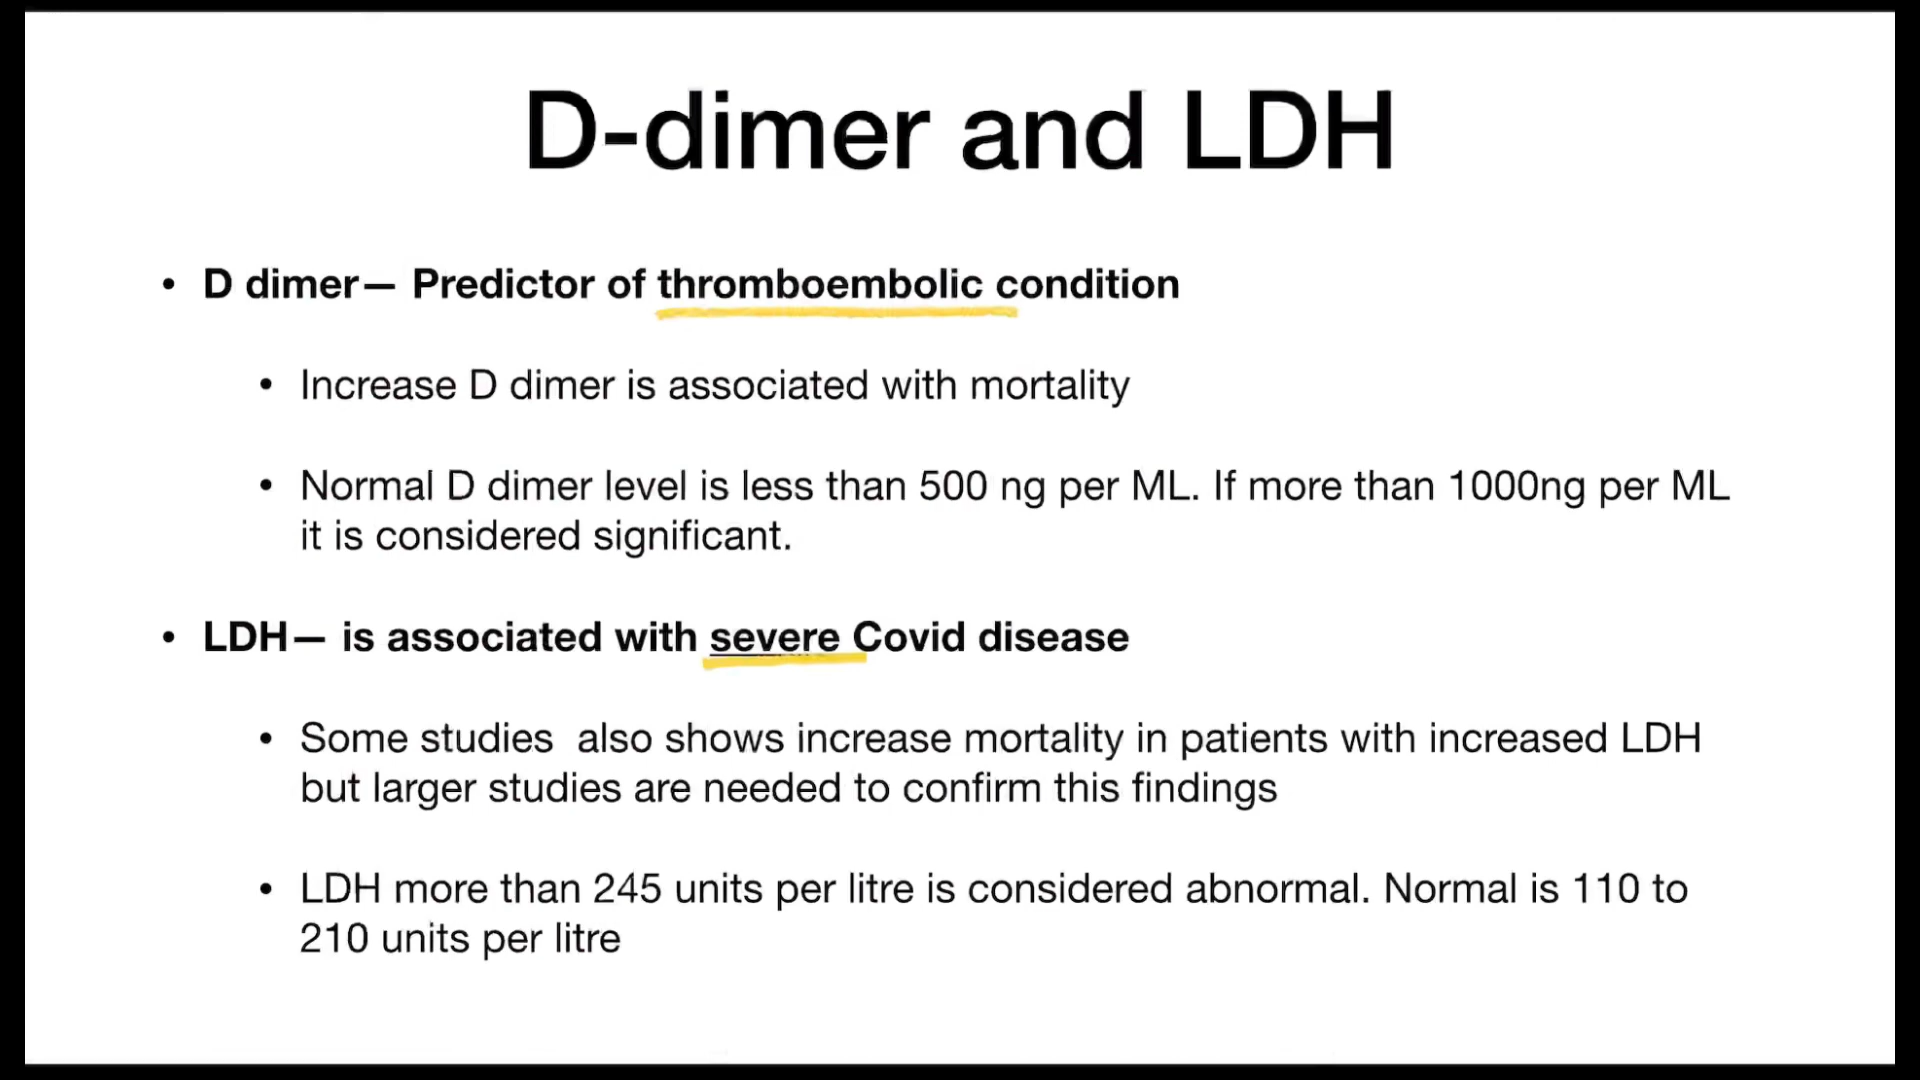 D-dimer and LDH
• D dimer— Predictor of thromboembolic condition
• Increase D dimer is associated with mortality
• Normal D dimer level is less than 500 ng per ML. If more than 1000ng per ML
it is considered significant.
• LDH— is associated with severe Covid disease
• Some studies  also shows increase mortality in patients with increased LDH
but larger studies are needed to confirm this findings
• LDH more than 245 units per litre is considered abnormal. Normal is 110 to
210 units per litre